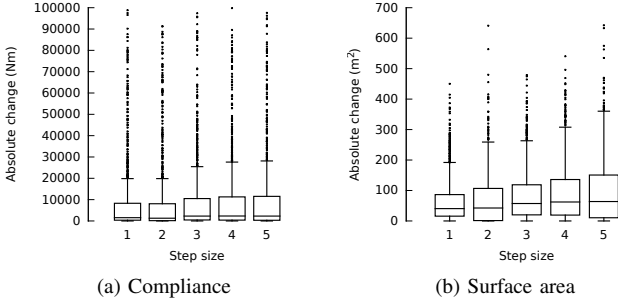 Absolute change (Nm)
100000
90000
80000
70000
60000
50000
40000
30000
20000
10000
0
1 2 3 4 5
Step size
(a) Compliance
Absolute change (m²)
700
600
500
400
300
200
100
0
1 2 3 4 5
Step size
(b) Surface area